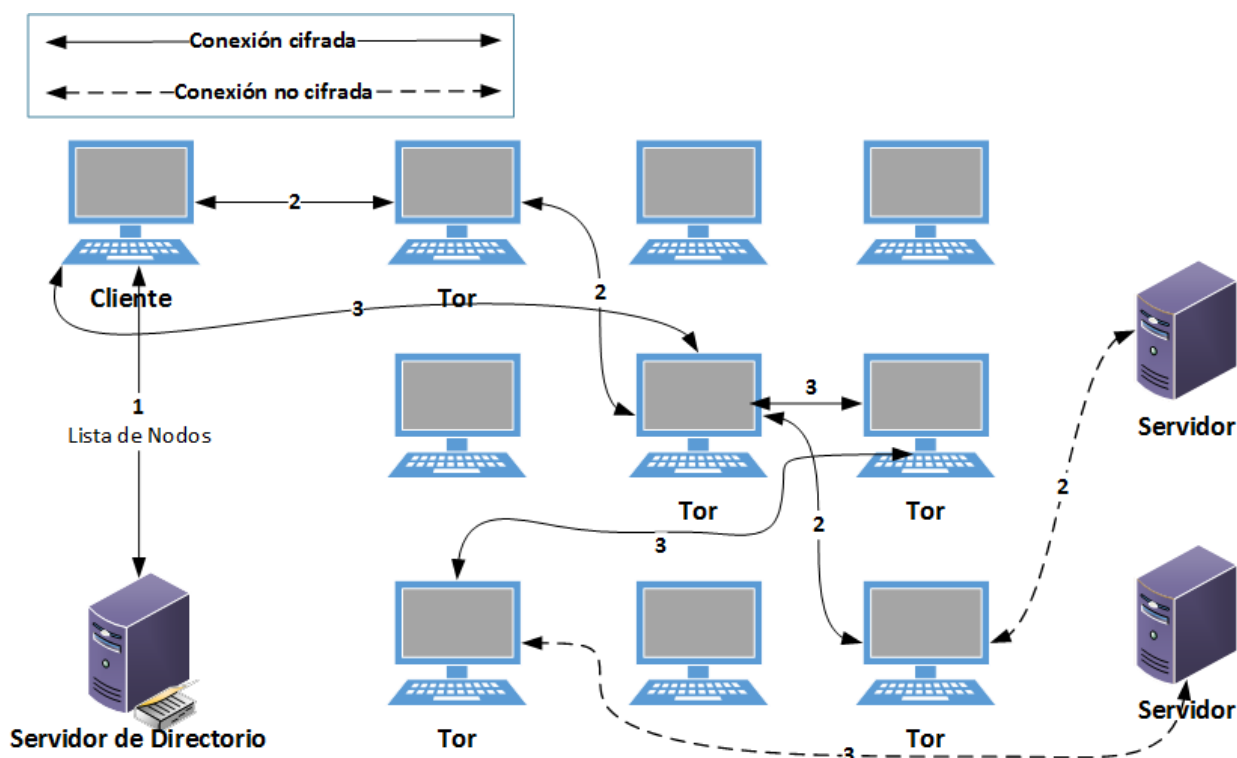 Conexión cifrada
Conexión no cifrada
2
Cliente
Tor
2
3
1
Lista de Nodos
3
Servidor
Tor
Tor
2
2
3
Servidor de Directorio
Tor
Tor
Servidor
3